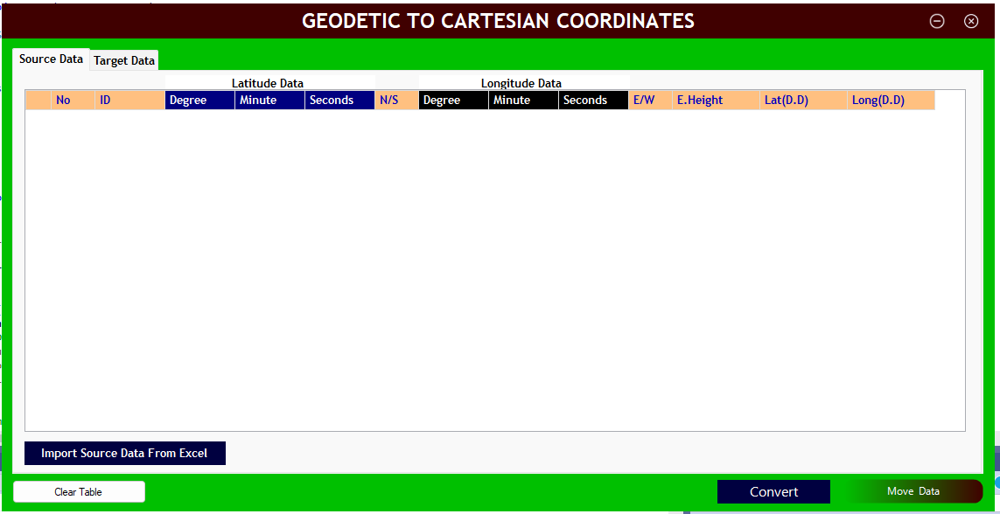 GEODETIC TO CARTESIAN COORDINATES
Source Data Target Data
Latitude Data Longitude Data
No ID Degree Minute Seconds N/S Degree Minute Seconds E/W E.Height Lat(D.D) Long(D.D)
Import Source Data From Excel
Clear Table Convert Move Data